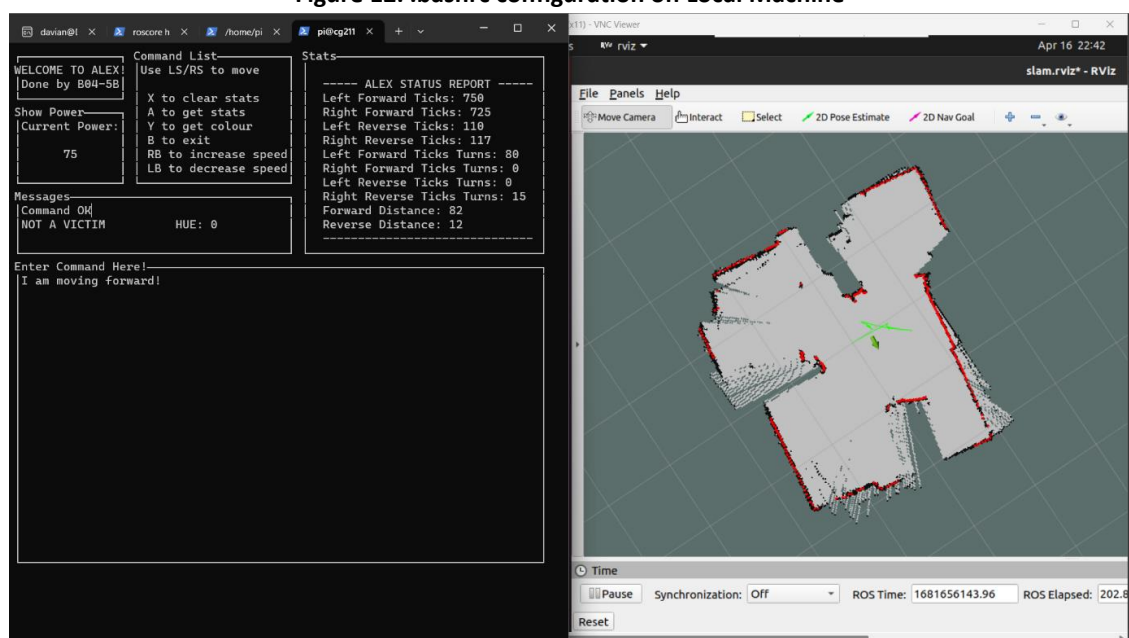 Figure 12: .bashrc configuration on Local Machine
davian@l
roscore h
/home/pi
pi@cg211
WELCOME TO ALEX!
Done by B04-5B
Show Power
Current Power:
75
Command List
Use LS/RS to move
X to clear stats
A to get stats
Y to get colour
B to exit
RB to increase speed
LB to decrease speed
Stats
----- ALEX STATUS REPORT -----
Left Forward Ticks: 750
Right Forward Ticks: 725
Left Reverse Ticks: 110
Right Reverse Ticks: 117
Left Forward Ticks Turns: 80
Right Forward Ticks Turns: 0
Left Reverse Ticks Turns: 0
Right Reverse Ticks Turns: 15
Forward Distance: 82
Reverse Distance: 12
------------------------------
Messages
Command OK
NOT A VICTIM HUE: 0
Enter Command Here!
I am moving forward!
x11) - VNC Viewer
s rviz Apr 16 22:42
slam.rviz* - RViz
File Panels Help
Move Camera Interact Select 2D Pose Estimate 2D Nav Goal
Time
Pause Synchronization: Off ROS Time: 1681656143.96 ROS Elapsed: 202.8
Reset